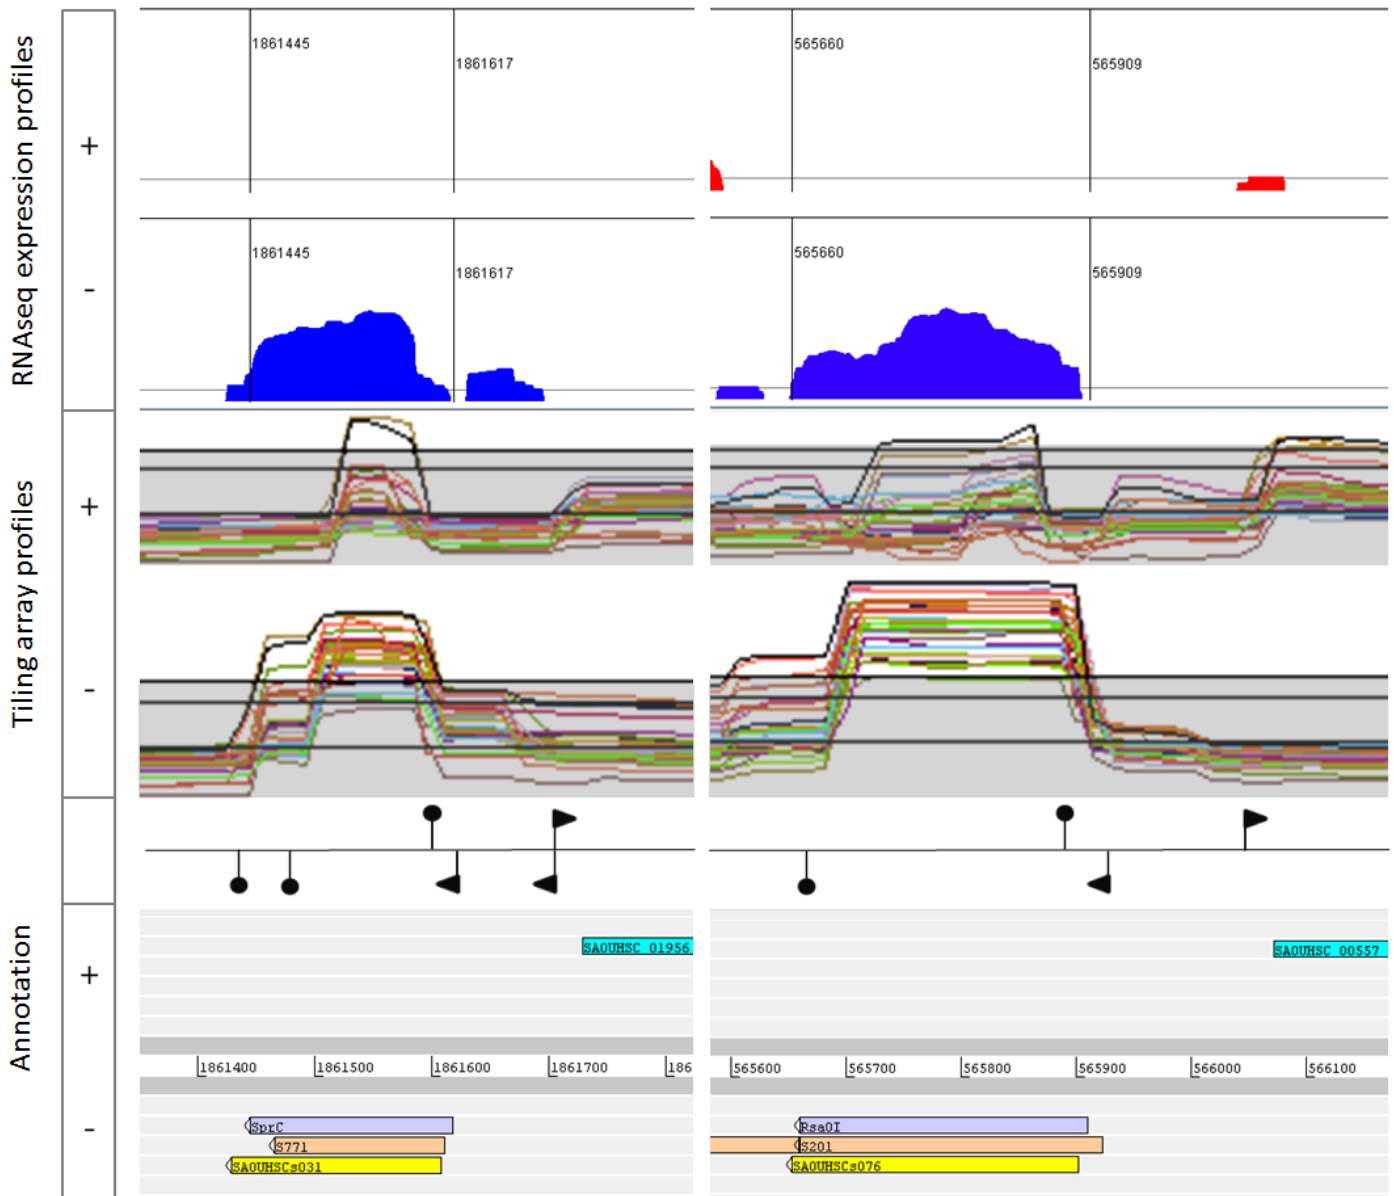 RNAseq expression profiles
+
1861445
1861617
565660
565909
-
1861445
1861617
565660
565909
Tiling array profiles
+
-
Annotation
+
SAOUHSC_01956
SAOUHSC_00557
1861400 1861500 1861600 1861700 186
565600 565700 565800 565900 566000 566100
-
SprC
S771
SAOUHSCs031
RsaOI
S201
SAOUHSCs076